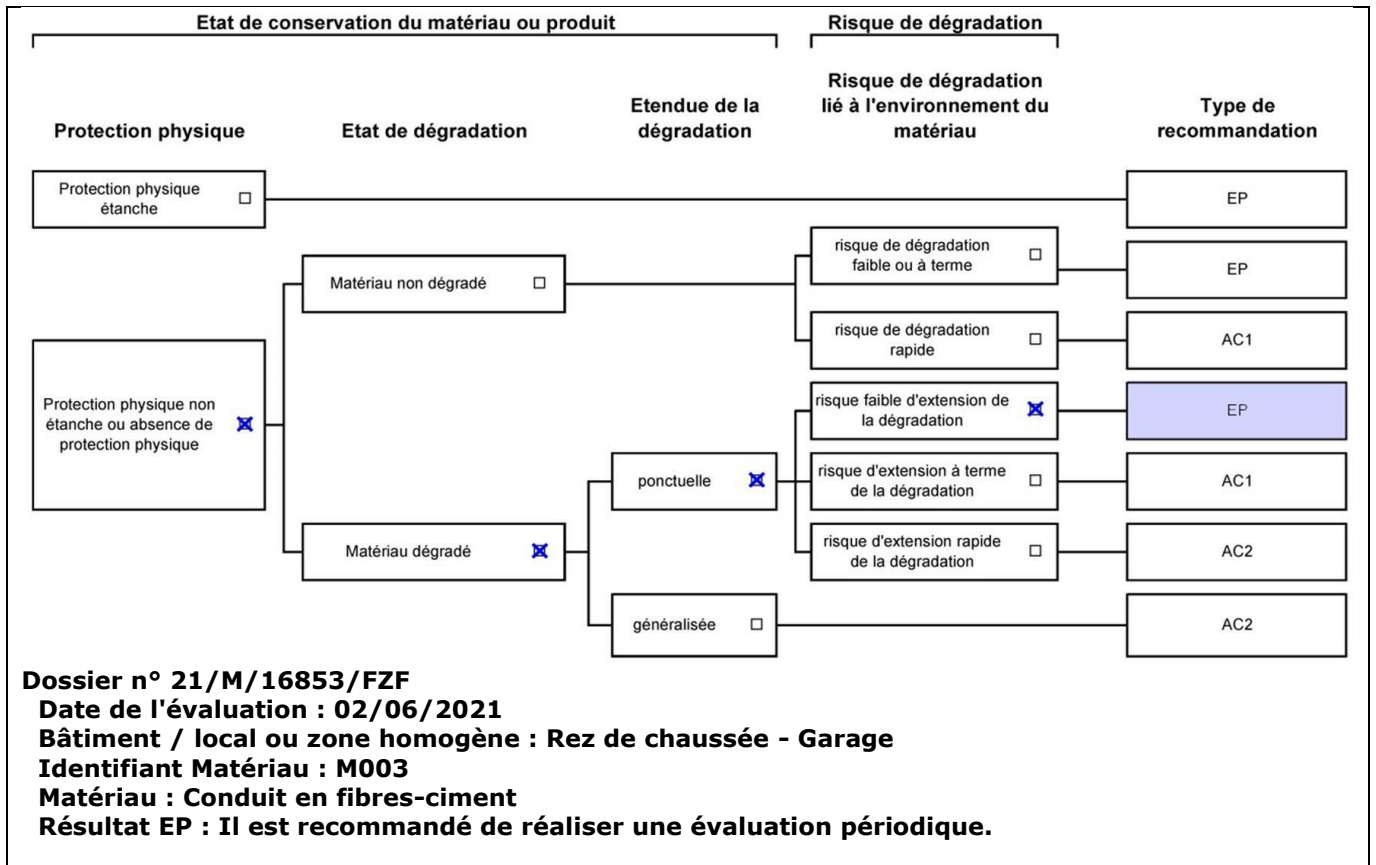 Etat de conservation du matériau ou produit
Risque de dégradation
Protection physique
Etat de dégradation
Etendue de la
dégradation
Risque de dégradation
lié à l'environnement du
matériau
Type de
recommandation
Protection physique
étanche
EP
Matériau non dégradé
risque de dégradation
faible ou à terme
EP
risque de dégradation
rapide
AC1
Protection physique non
étanche ou absence de
protection physique
risque faible d'extension de
la dégradation
EP
ponctuelle
risque d'extension à terme
de la dégradation
AC1
Matériau dégradé
risque d'extension rapide
de la dégradation
AC2
généralisée
AC2
Dossier n° 21/M/16853/FZF
Date de l'évaluation : 02/06/2021
Bâtiment / local ou zone homogène : Rez de chaussée - Garage
Identifiant Matériau : M003
Matériau : Conduit en fibres-ciment
Résultat EP : Il est recommandé de réaliser une évaluation périodique.